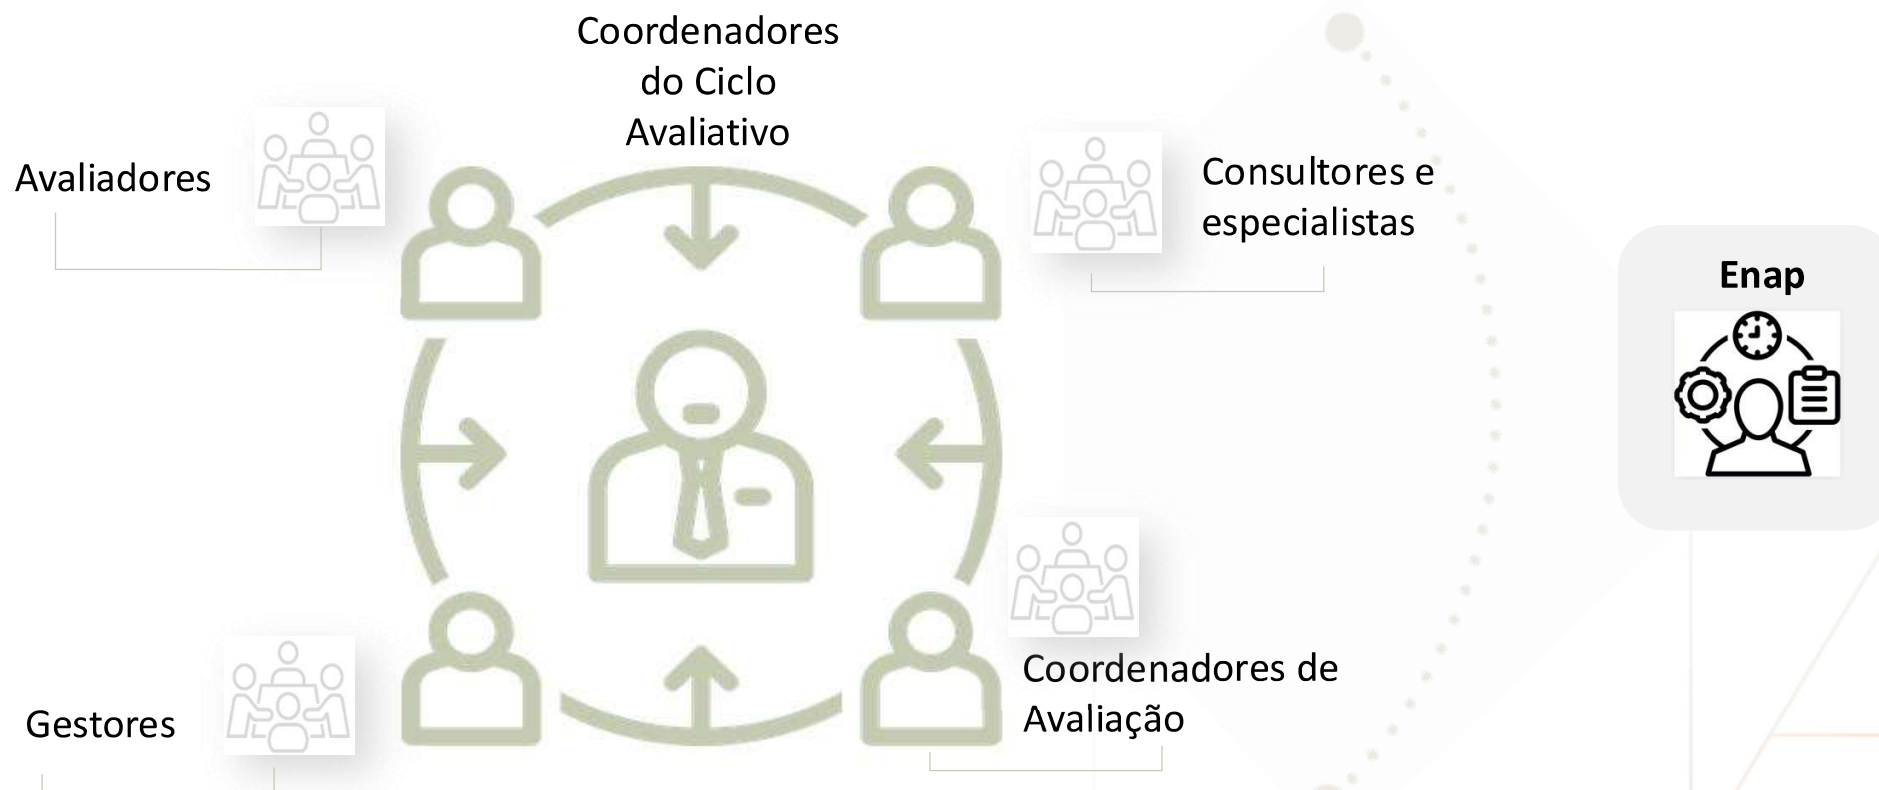 Coordenadores
do Ciclo
Avaliativo
Avaliadores
Consultores e
especialistas
Enap
Coordenadores de
Avaliação
Gestores